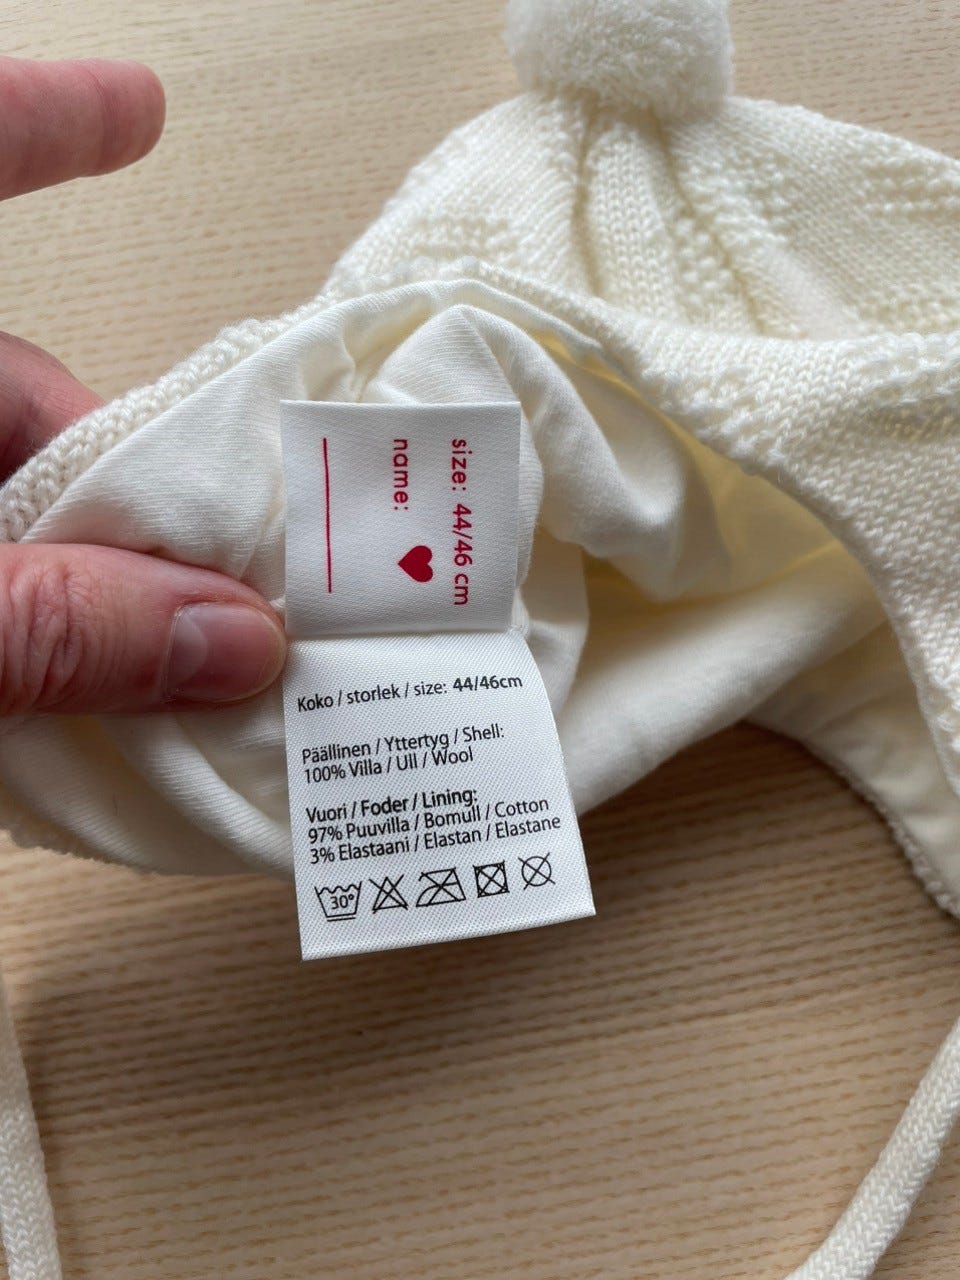 size: 44/46 cm
name:
Koko / storlek / size: 44/46cm
Päällinen / Yttertyg / Shell:
100% Villa / Ull / Wool
Vuori / Foder / Lining:
97% Puuvilla / Bomull / Cotton
3% Elastaani / Elastan / Elastane
30°